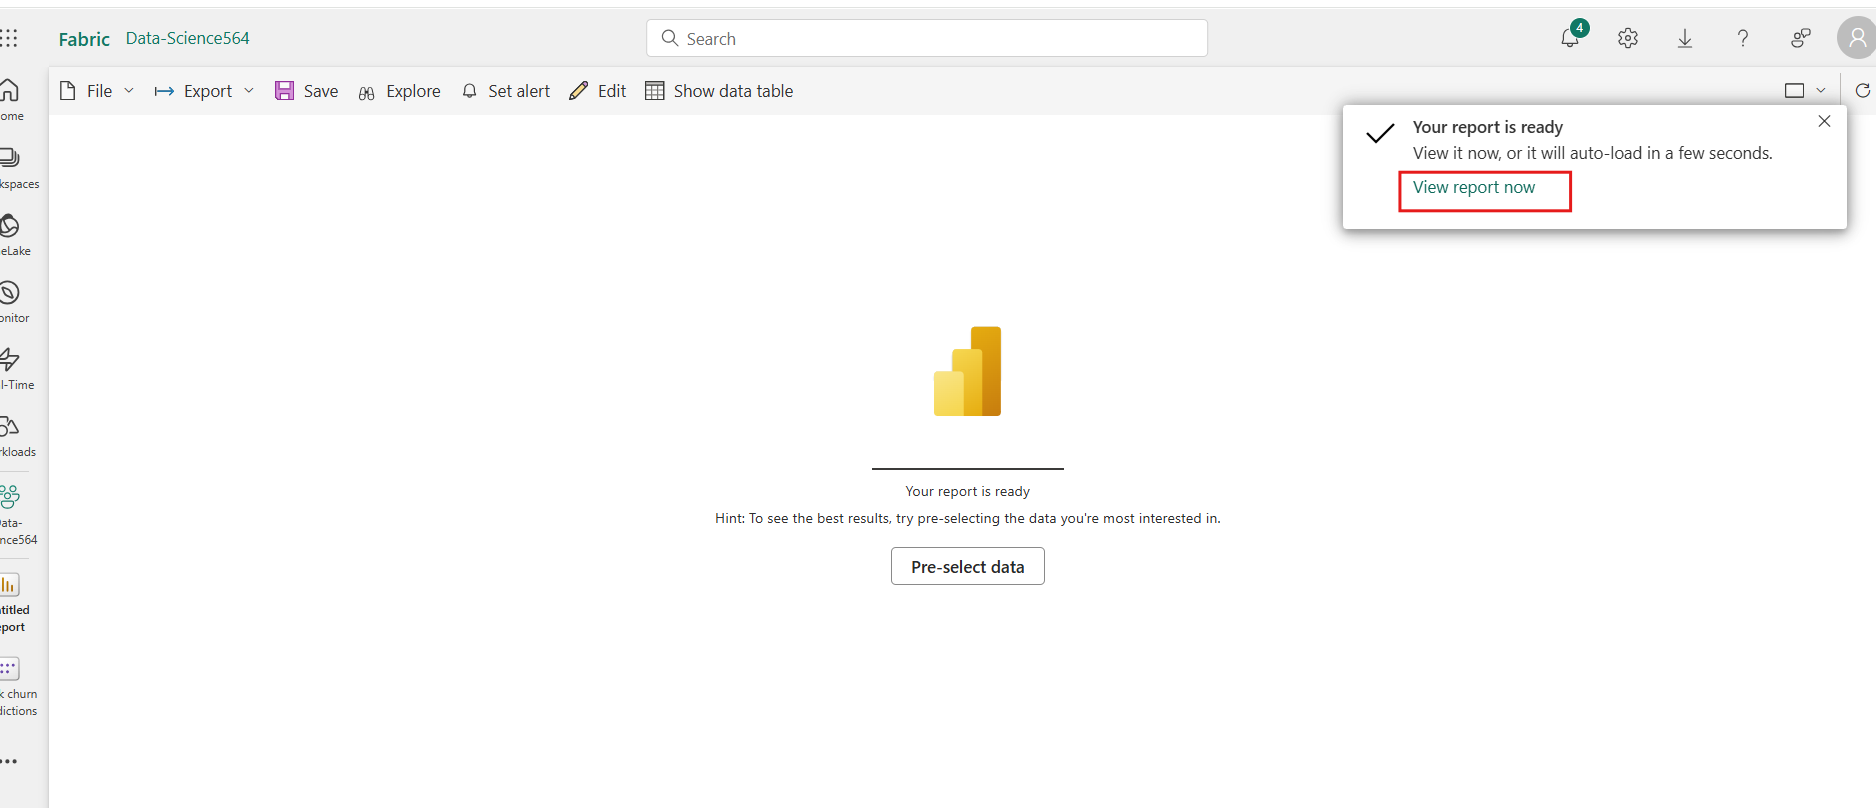 Fabric Data-Science564
Search
4
File Export Save Explore Set alert Edit Show data table
Your report is ready
View it now, or it will auto-load in a few seconds.
View report now
ome
kspaces
eLake
onitor
l-Time
rkloads
ata-
nce564
titled
port
k churn
dictions
Your report is ready
Hint: To see the best results, try pre-selecting the data you're most interested in.
Pre-select data